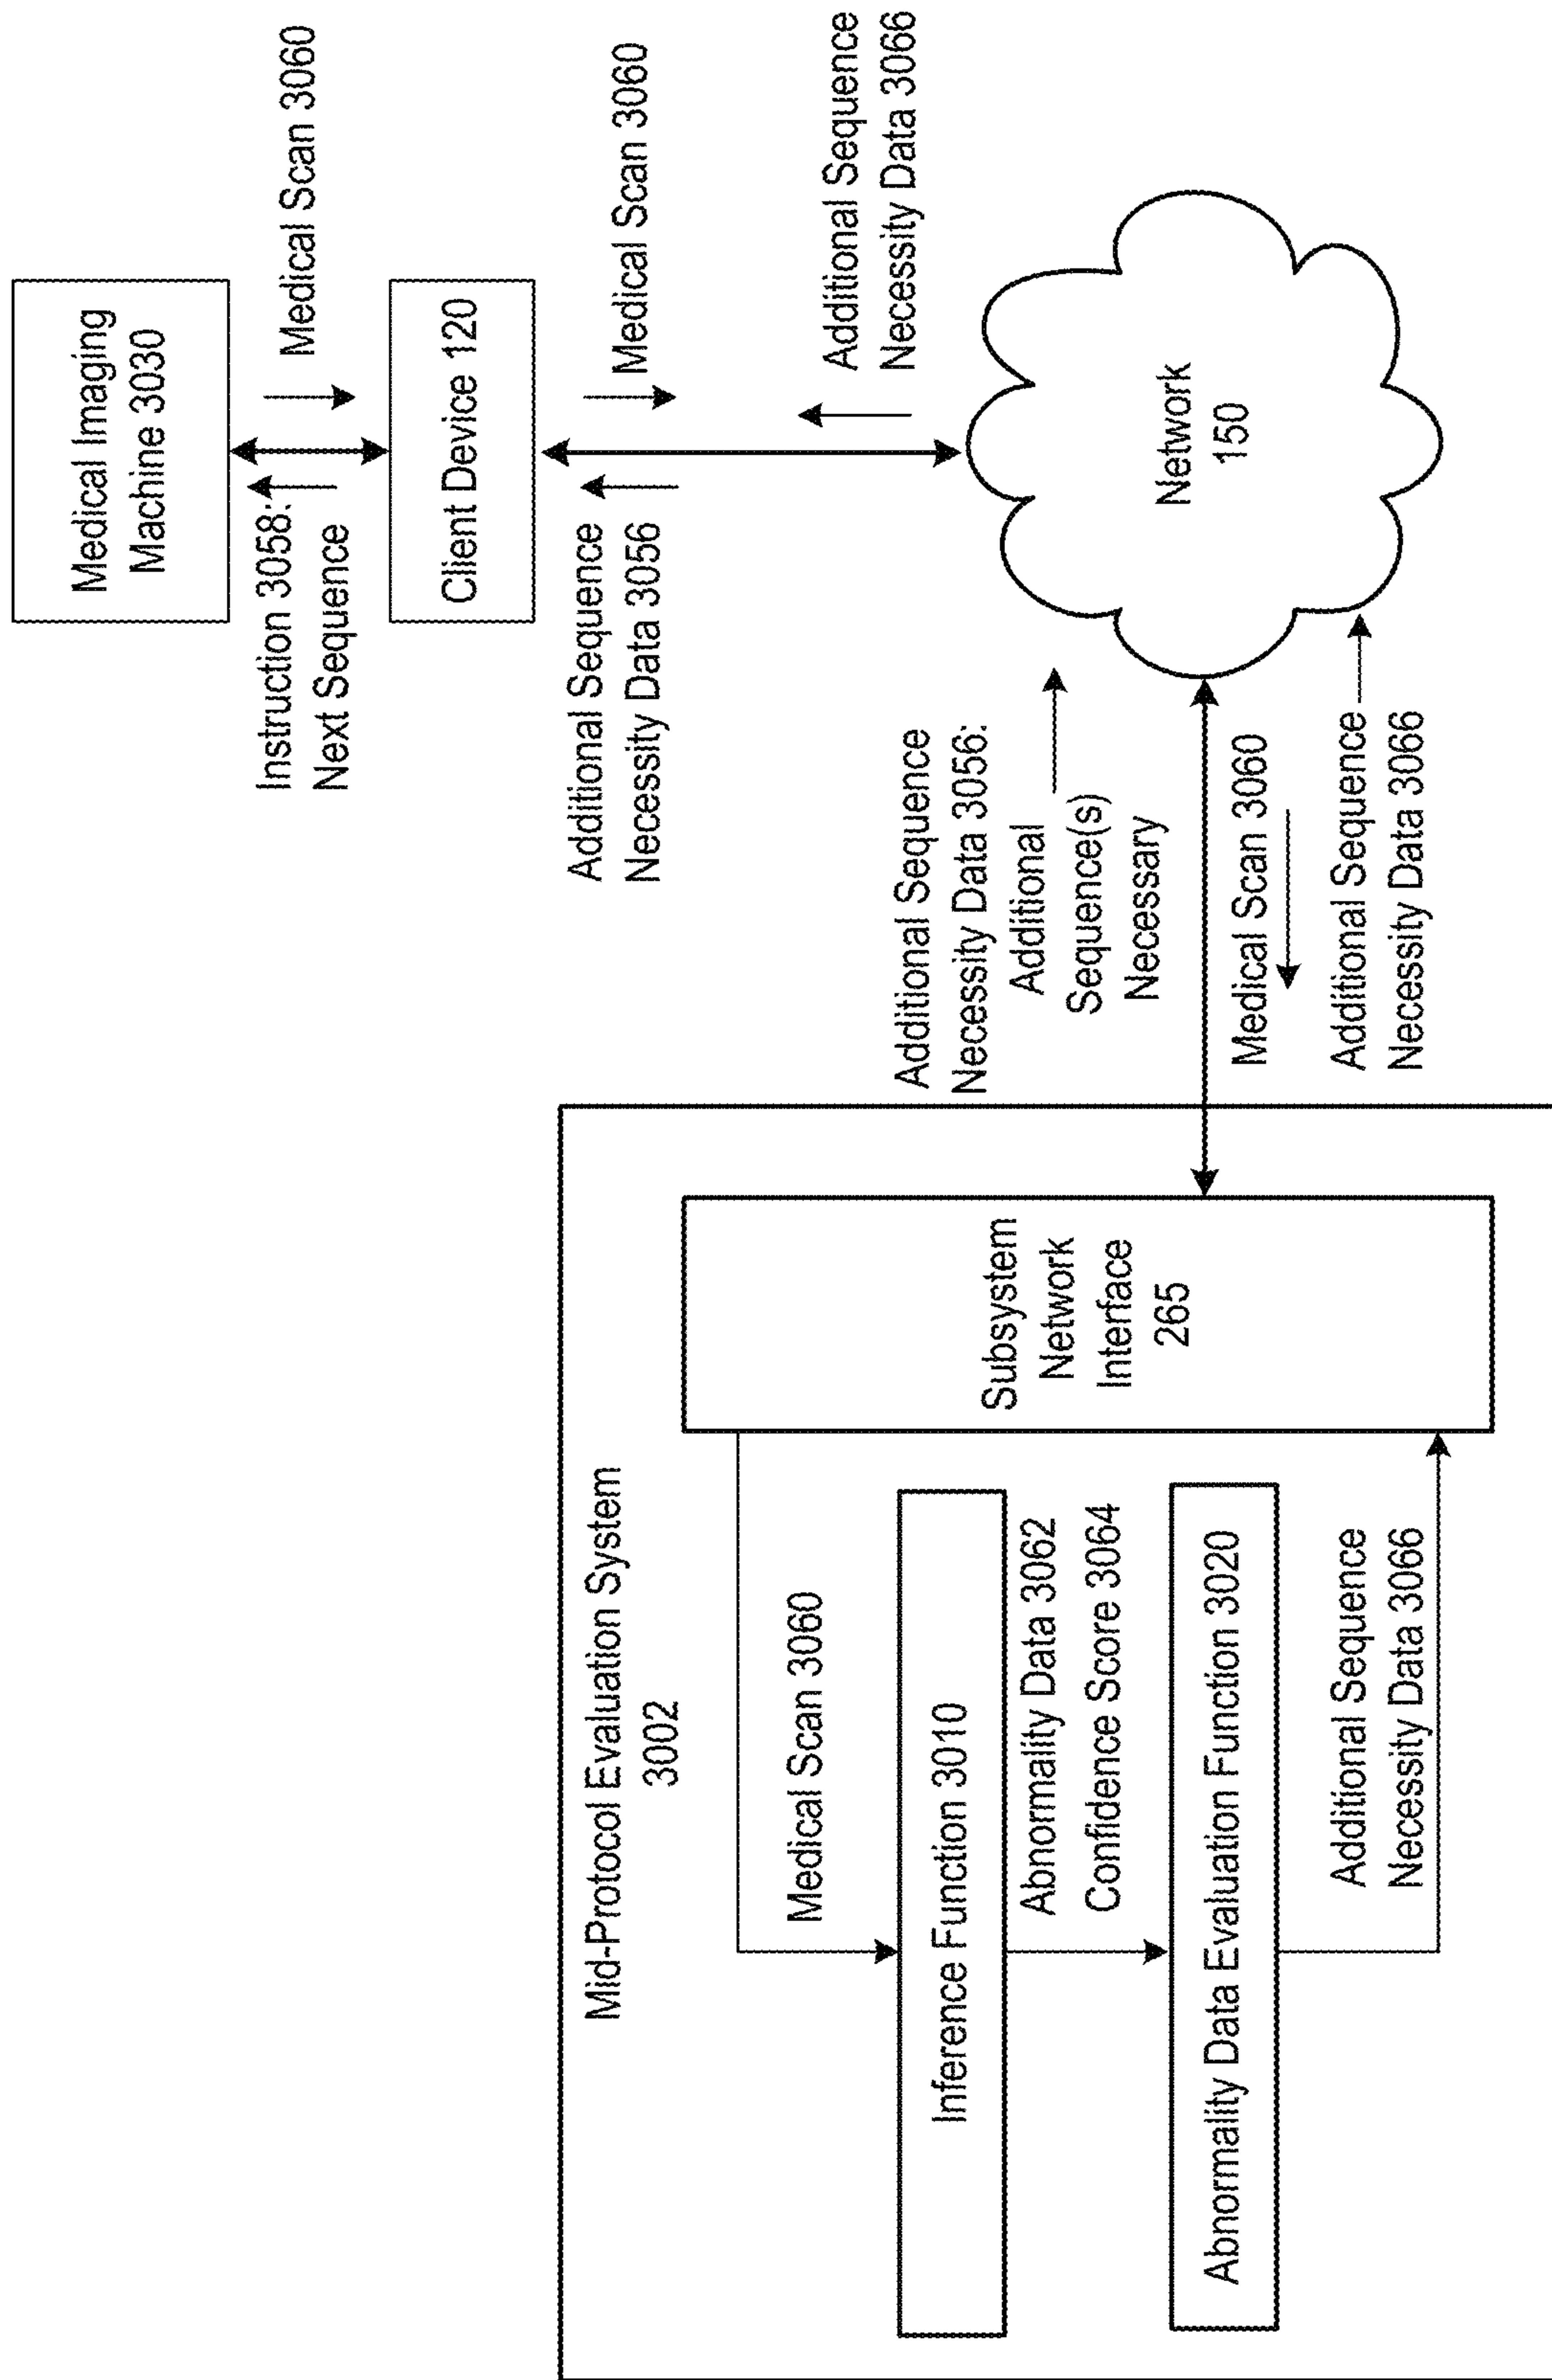 Medical Imaging
Machine 3030
Instruction 3058:
Next Sequence
Medical Scan 3060
Client Device 120
Additional Sequence
Necessity Data 3056
Medical Scan 3060
Additional Sequence
Necessity Data 3066
Network
150
Additional Sequence
Necessity Data 3056:
Additional
Sequence(s)
Necessary
Medical Scan 3060
Additional Sequence
Necessity Data 3066
Mid-Protocol Evaluation System
3002
Subsystem
Network
Interface
265
Medical Scan 3060
Inference Function 3010
Abnormality Data 3062
Confidence Score 3064
Abnormality Data Evaluation Function 3020
Additional Sequence
Necessity Data 3066